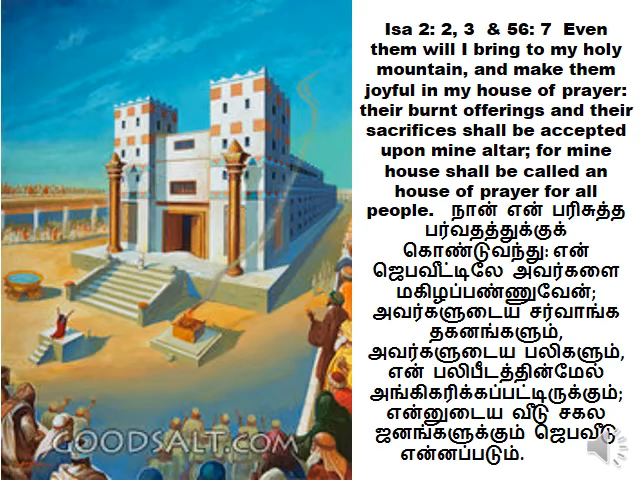 Isa 2: 2, 3 & 56: 7 Even
them will I bring to my holy
mountain, and make them
joyful in my house of prayer:
their burnt offerings and their
sacrifices shall be accepted
upon mine altar; for mine
house shall be called an
house of prayer for all
people. நான் என் பரிசுத்த
பர்வதத்துக்குக்
கொண்டுவந்து: என்
ஜெபவீட்டிலே அவர்களை
மகிழப்பண்ணுவேன்;
அவர்களுடைய சர்வாங்க
தகனங்களும்,
அவர்களுடைய பலிகளும்,
என் பலிபீடத்தின்மேல்
அங்கிகரிக்கப்பட்டிருக்கும்;
என்னுடைய வீடு சகல
ஜனங்களுக்கும் ஜெபவீடு
என்னப்படும்.
GOODSALT.COM